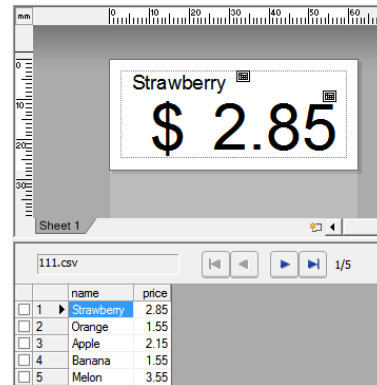 mm 0 10 20 30 40 50 60
0
10
20
30
Strawberry
$ 2.85
Sheet 1
111.csv 1/5
name price
1 Strawberry 2.85
2 Orange 1.55
3 Apple 2.15
4 Banana 1.55
5 Melon 3.55